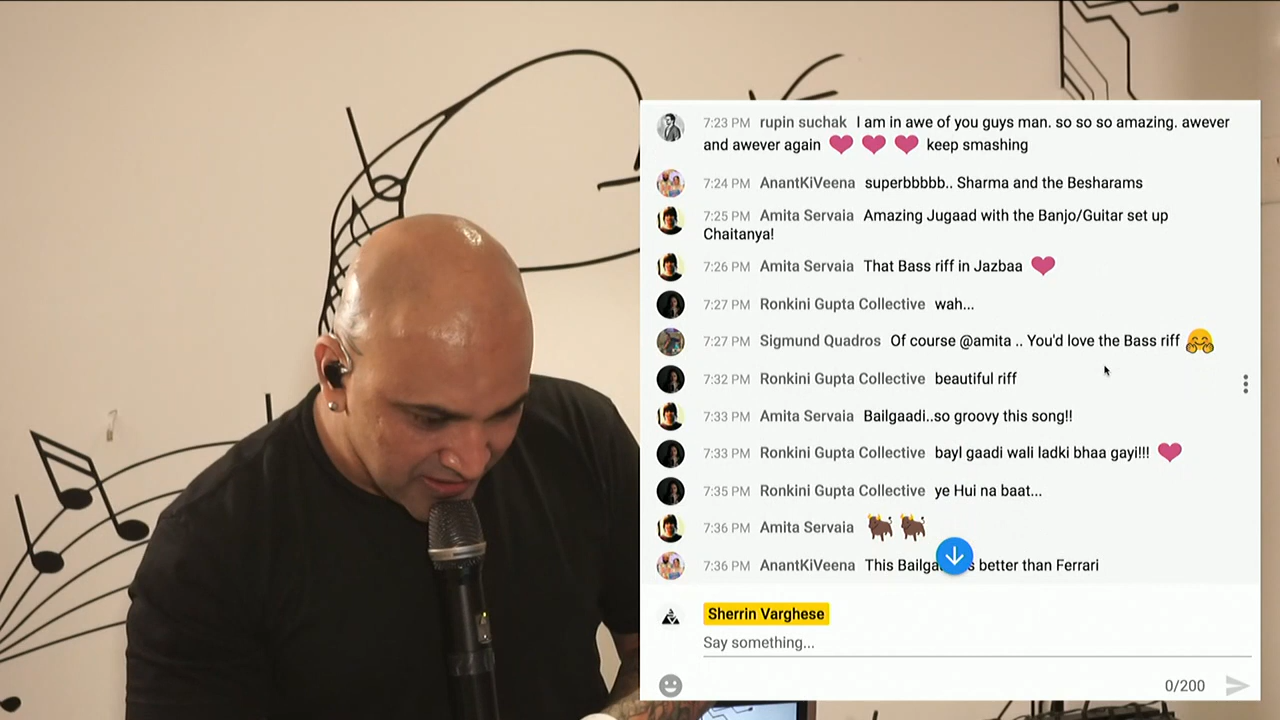 7:23 PM rupin suchak I am in awe of you guys man. so so so amazing. awever
and awever again keep smashing
7:24 PM AnantKiVeena superbbbbb.. Sharma and the Besharams
7:25 PM Amita Servaia Amazing Jugaad with the Banjo/Guitar set up
Chaitanya!
7:26 PM Amita Servaia That Bass riff in Jazbaa
7:27 PM Ronkini Gupta Collective wah...
7:27 PM Sigmund Quadros Of course @amita .. You'd love the Bass riff
7:32 PM Ronkini Gupta Collective beautiful riff
7:33 PM Amita Servaia Bailgaadi..so groovy this song!!
7:33 PM Ronkini Gupta Collective bayl gaadi wali ladki bhaa gayi!!!
7:35 PM Ronkini Gupta Collective ye Hui na baat...
7:36 PM Amita Servaia
7:36 PM AnantKiVeena This better than Ferrari
Sherrin Varghese
Say something...
0/200